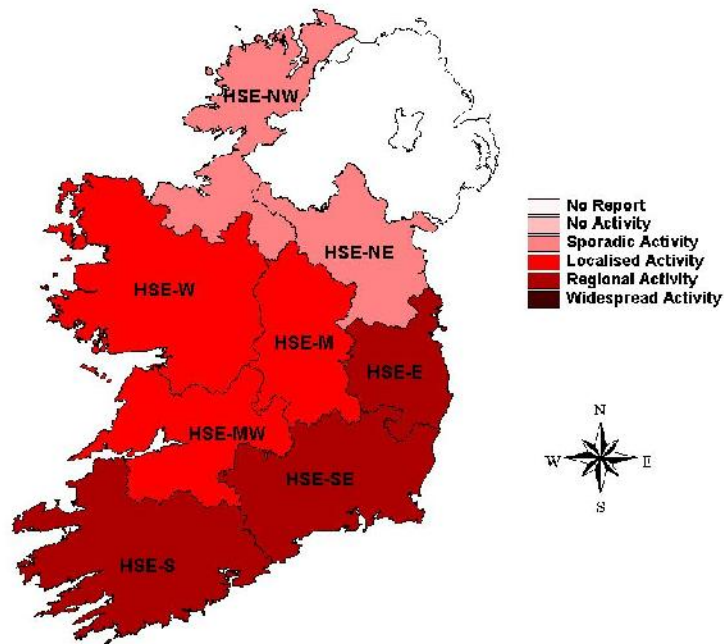 HSE-NW
HSE-NE
HSE-W
HSE-M
HSE-E
HSE-MW
HSE-SE
HSE-S
No Report
No Activity
Sporadic Activity
Localised Activity
Regional Activity
Widespread Activity
N
W E
S